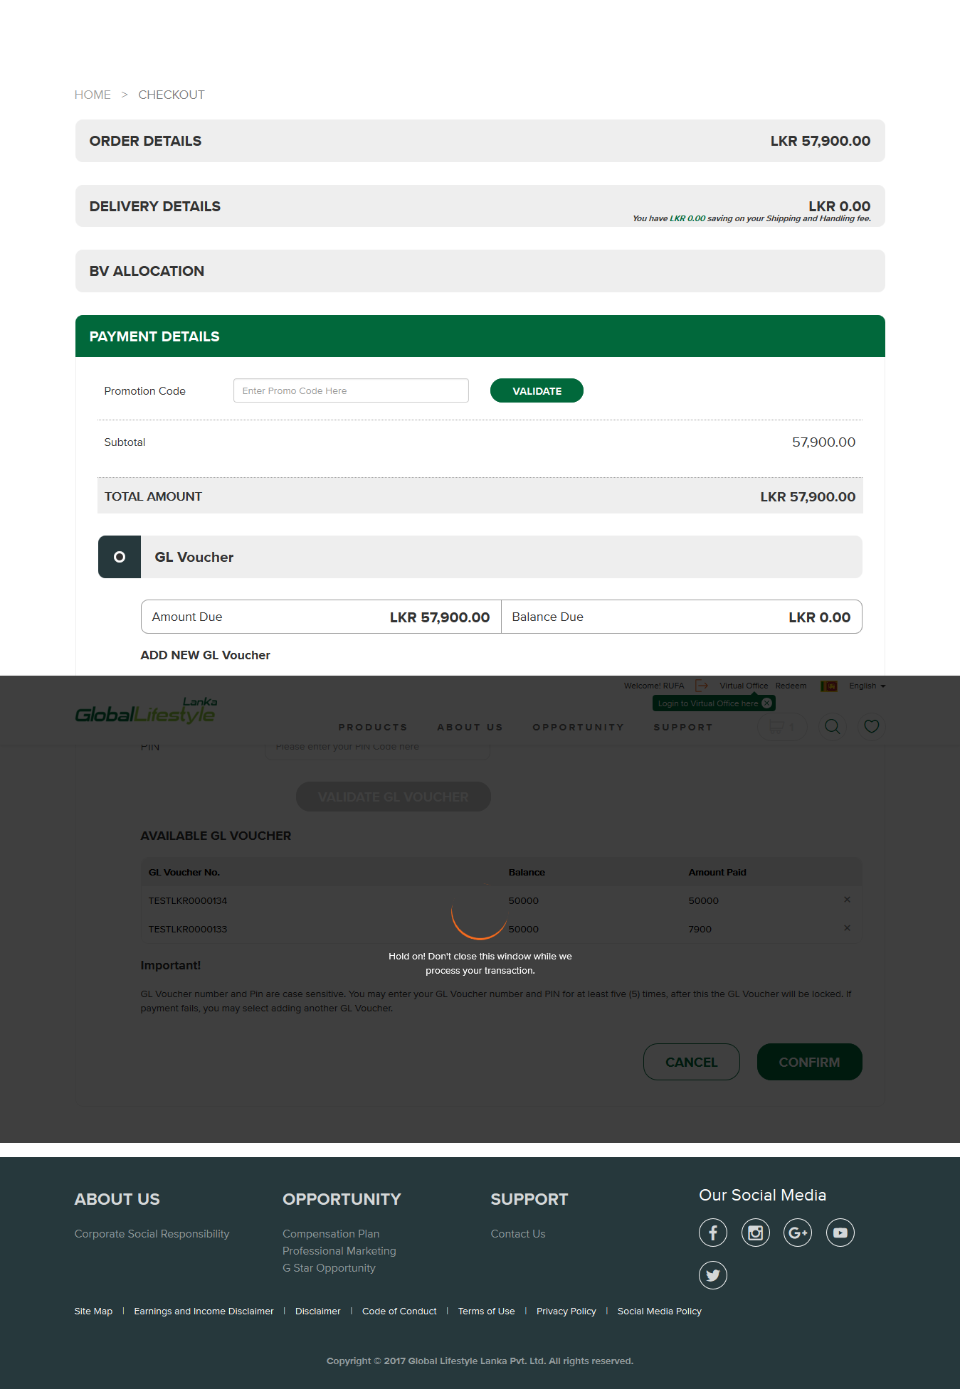 HOME > CHECKOUT
ORDER DETAILS LKR 57,900.00
DELIVERY DETAILS LKR 0.00
You have LKR 0.00 saving on your Shipping and Handling fee.
BV ALLOCATION
PAYMENT DETAILS
Promotion Code Enter Promo Code Here VALIDATE
Subtotal 57,900.00
TOTAL AMOUNT LKR 57,900.00
GL Voucher
Amount Due LKR 57,900.00 Balance Due LKR 0.00
ADD NEW GL Voucher
Welcome! RUFA Virtual Office Redeem English
Lanka
GlobalLifestyle
Login to Virtual Office here
PRODUCTS ABOUT US OPPORTUNITY SUPPORT
PIN Please enter your PIN Code here
VALIDATE GL VOUCHER
AVAILABLE GL VOUCHER
GL Voucher No. Balance Amount Paid
TESTLKR0000134 50000 50000 ×
TESTLKR0000133 50000 7900 ×
Hold on! Don't close this window while we
process your transaction.
Important!
GL Voucher number and Pin are case sensitive. You may enter your GL Voucher number and PIN for at least five (5) times, after this the GL Voucher will be locked. If
payment fails, you may select adding another GL Voucher.
CANCEL CONFIRM
ABOUT US OPPORTUNITY SUPPORT Our Social Media
Corporate Social Responsibility Compensation Plan Contact Us
Professional Marketing
G Star Opportunity
Site Map | Earnings and Income Disclaimer | Disclaimer | Code of Conduct | Terms of Use | Privacy Policy | Social Media Policy
Copyright © 2017 Global Lifestyle Lanka Pvt. Ltd. All rights reserved.